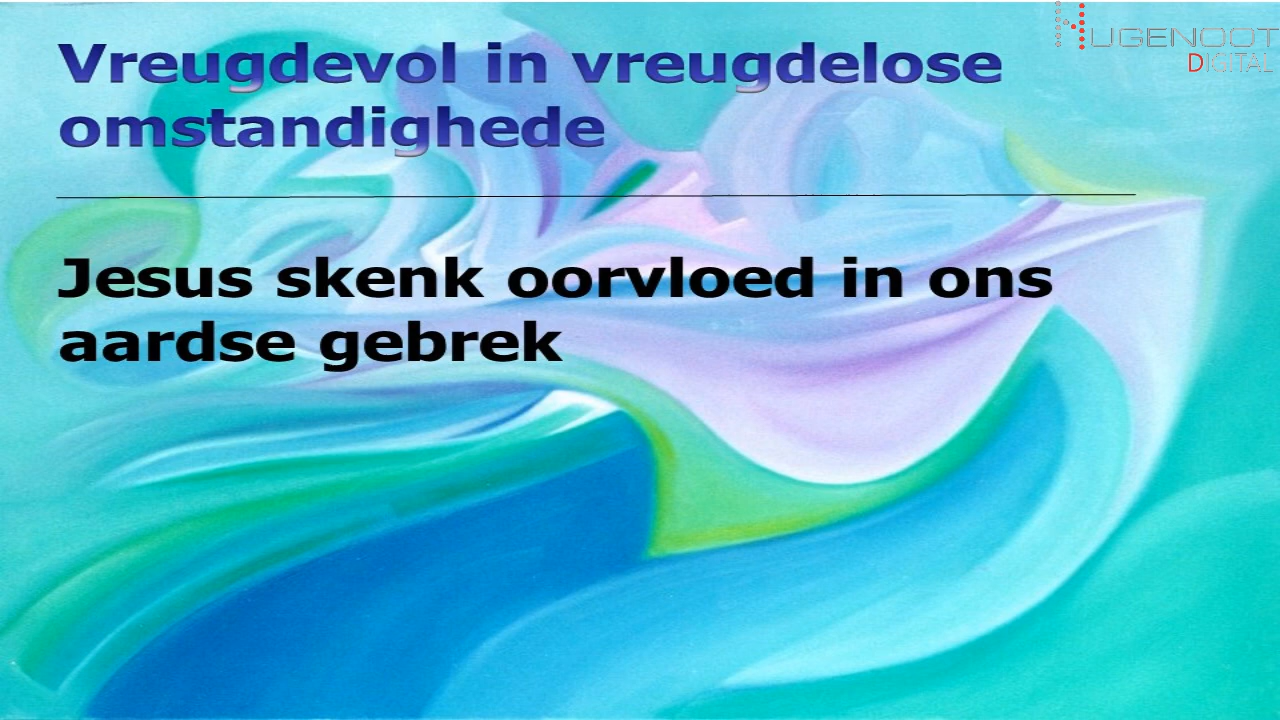 Vreugdevol in vreugdelose
omstandighede
HUGENOOT
DIGITAL
Jesus skenk oorvloed in ons
aardse gebrek